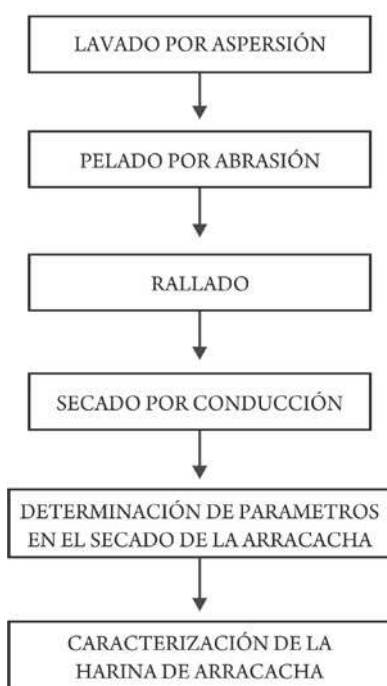 LAVADO POR ASPERSIÓN
PELADO POR ABRASIÓN
RALLADO
SECADO POR CONDUCCIÓN
DETERMINACIÓN DE PARAMETROS
EN EL SECADO DE LA ARRACACHA
CARACTERIZACIÓN DE LA
HARINA DE ARRACACHA